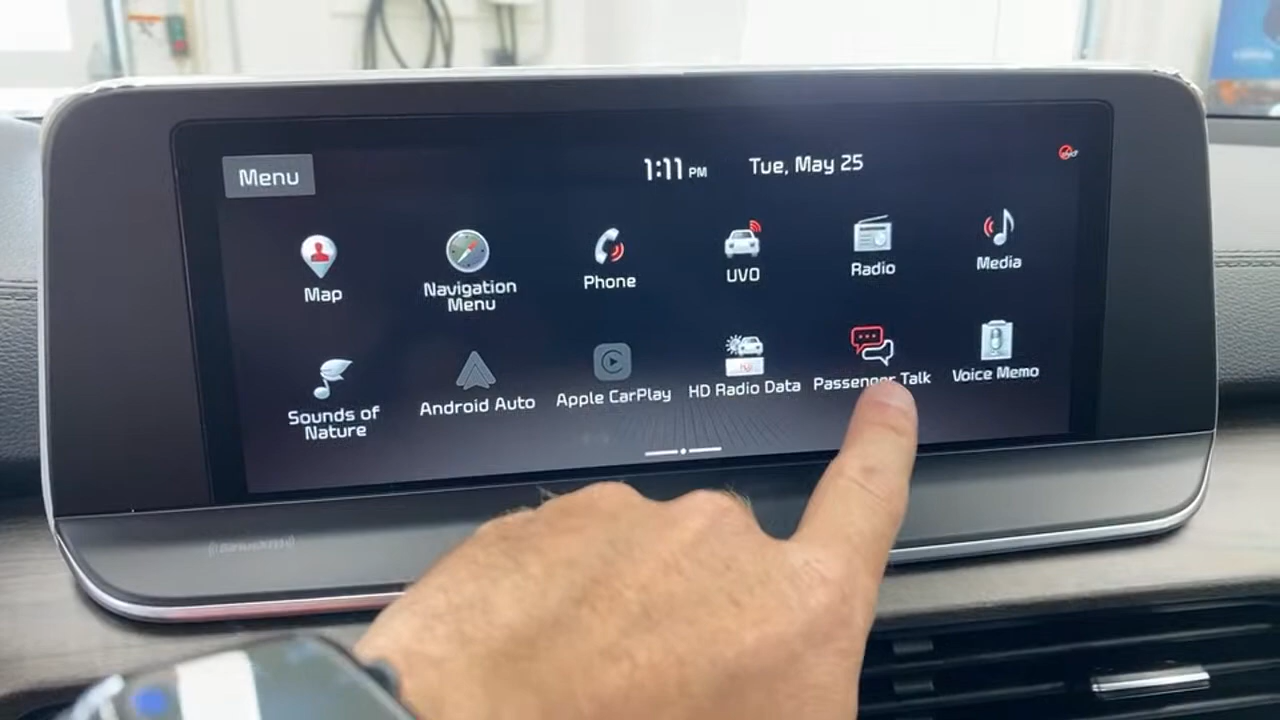 Menu
1:11 PM
Tue, May 25
Map
Navigation
Menu
Phone
UVO
Radio
Media
Sounds of
Nature
Android Auto
Apple CarPlay
HD Radio Data
Passenger Talk
Voice Memo
((SiriusXM))